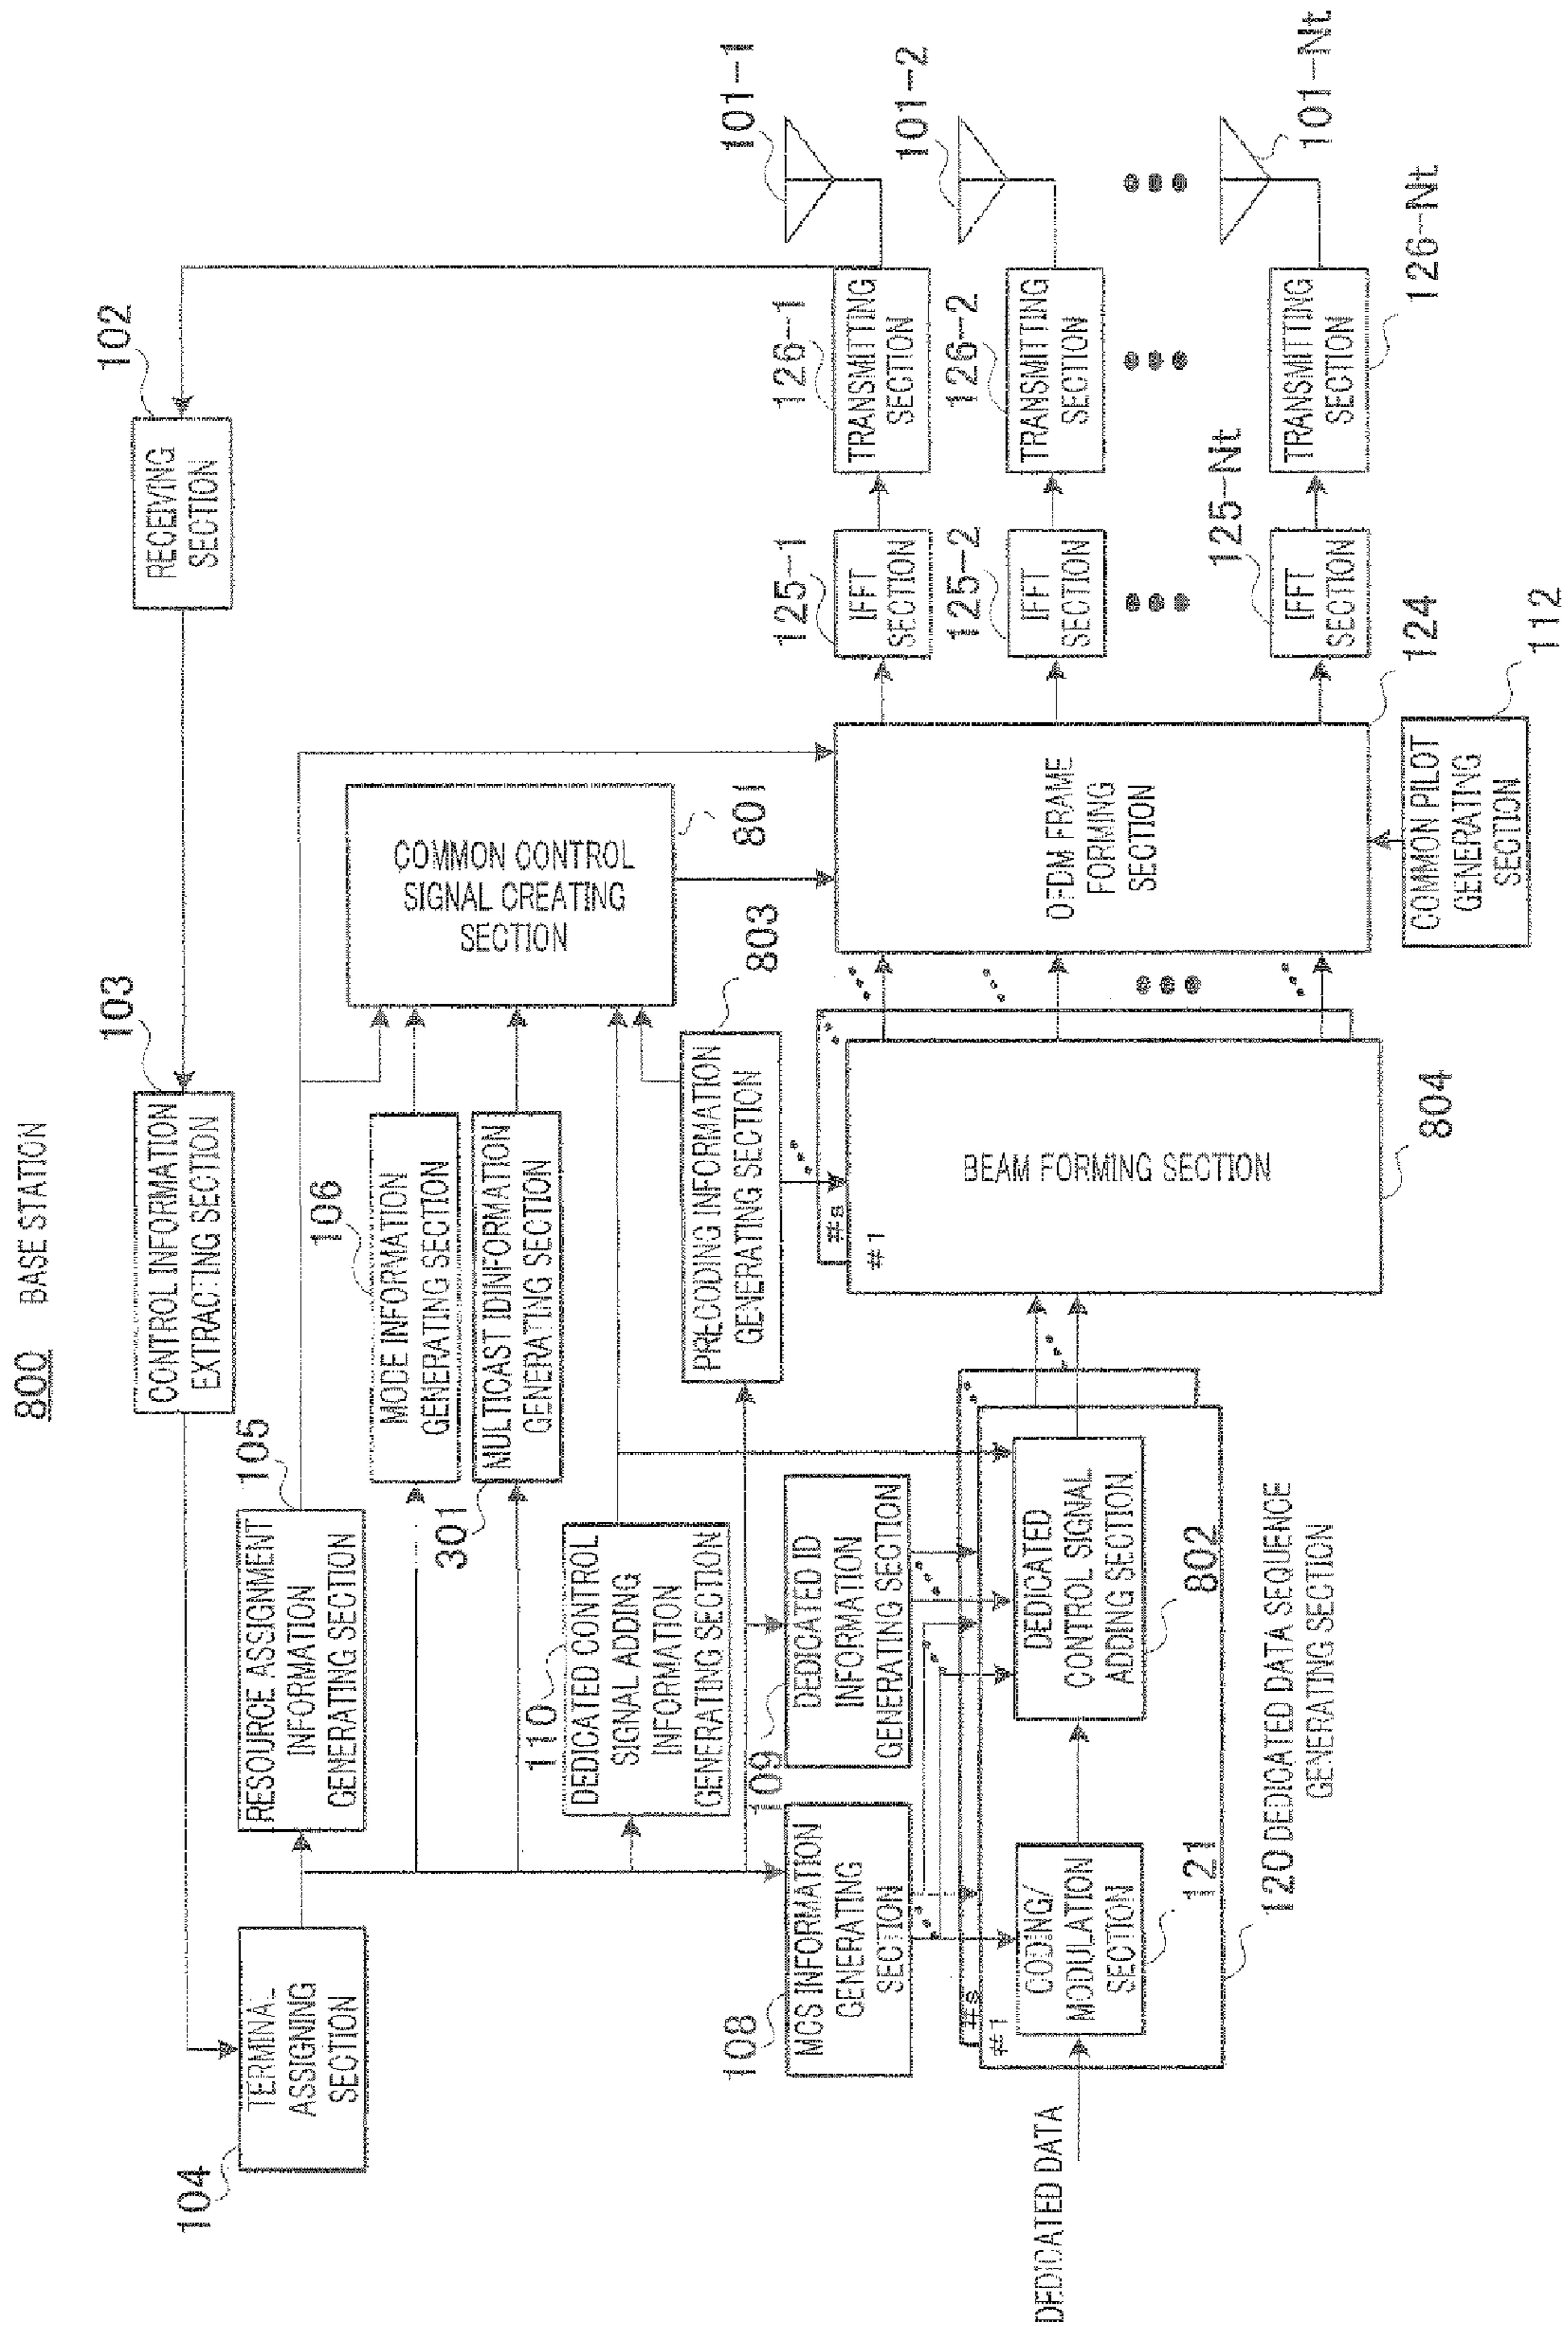 800 BASE STATION
104
TERMINAL
ASSIGNING
SECTION
105
RESOURCE ASSIGNMENT
INFORMATION
GENERATING SECTION
103
CONTROL INFORMATION
EXTRACTING SECTION
102
RECEIVING
SECTION
106
MODE INFORMATION
GENERATING SECTION
301
MULTICAST IDINFORMATION
GENERATING SECTION
110
DEDICATED CONTROL
SIGNAL ADDING
INFORMATION
GENERATING SECTION
COMMON CONTROL
SIGNAL CREATING
SECTION
801
803
PRECODING INFORMATION
GENERATING SECTION
108
MCS INFORMATION
GENERATING
SECTION
109
DEDICATED ID
INFORMATION
GENERATING SECTION
DEDICATED DATA
#s
#1
CODING/
MODULATION
SECTION
121
DEDICATED
CONTROL SIGNAL
ADDING SECTION
802
120 DEDICATED DATA SEQUENCE
GENERATING SECTION
#s
#1
BEAM FORMING SECTION
804
OFDM FRAME
FORMING
SECTION
124
COMMON PILOT
GENERATING
SECTION
112
125-1
IFFT
SECTION
125-2
IFFT
SECTION
125-Nt
IFFT
SECTION
126-1
TRANSMITTING
SECTION
126-2
TRANSMITTING
SECTION
126-Nt
TRANSMITTING
SECTION
101-1
101-2
101-Nt